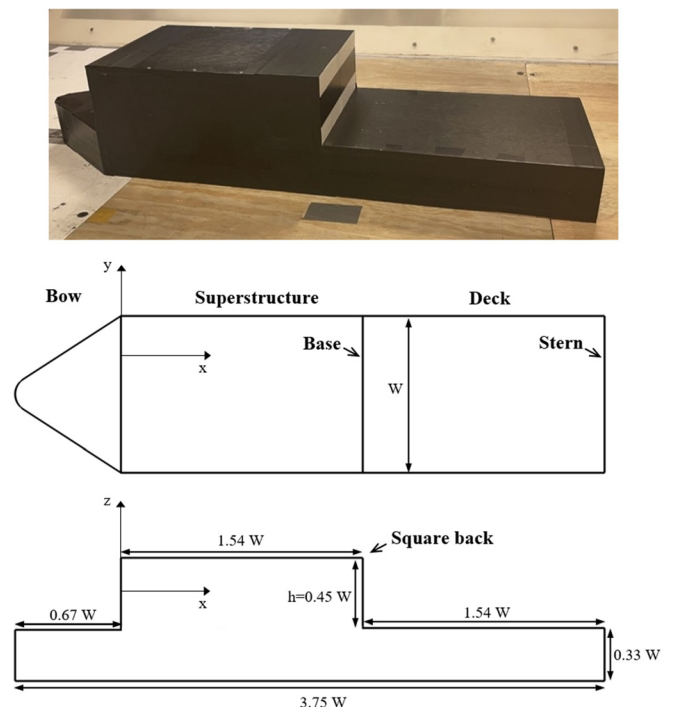 y
Bow
Superstructure
Deck
Base
Stern
x
W
z
1.54 W
Square back
h=0.45 W
x
0.67 W
1.54 W
0.33 W
3.75 W